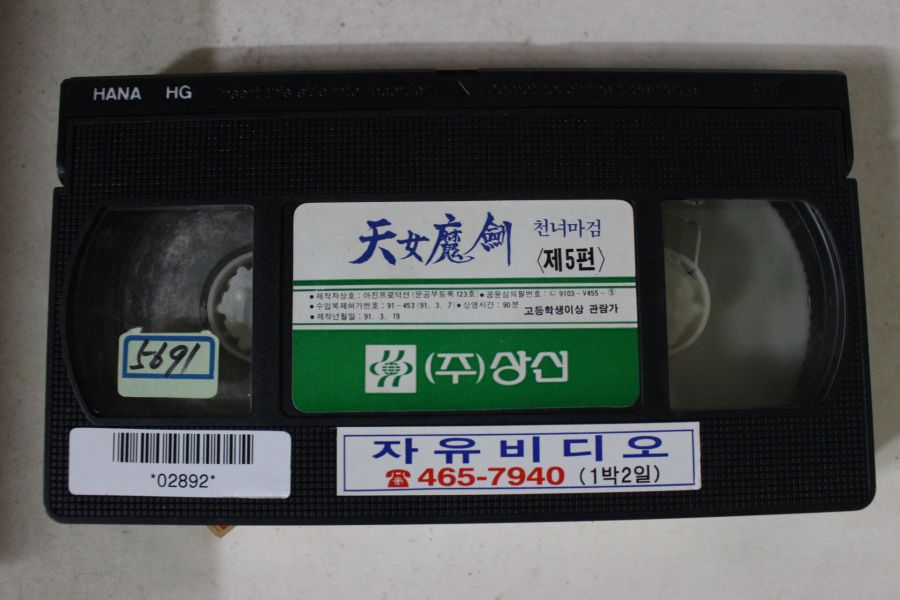 HANA HG Insert this side into recorder
天女魔劍 천녀마검
〈제5편〉
● 제작자상호 : 아진프로덕션 (문공부등록 123호) ● 공윤심의필번호 : 9103-V455-⑤
● 수입복제허가번호 : 91-453 (91. 3. 7) ● 상영시간 : 90분
● 제작년월일 : 91. 3. 19 고등학생이상 관람가
(주)상신
5691
*02892*
자유비디오
☎465-7940 (1박2일)